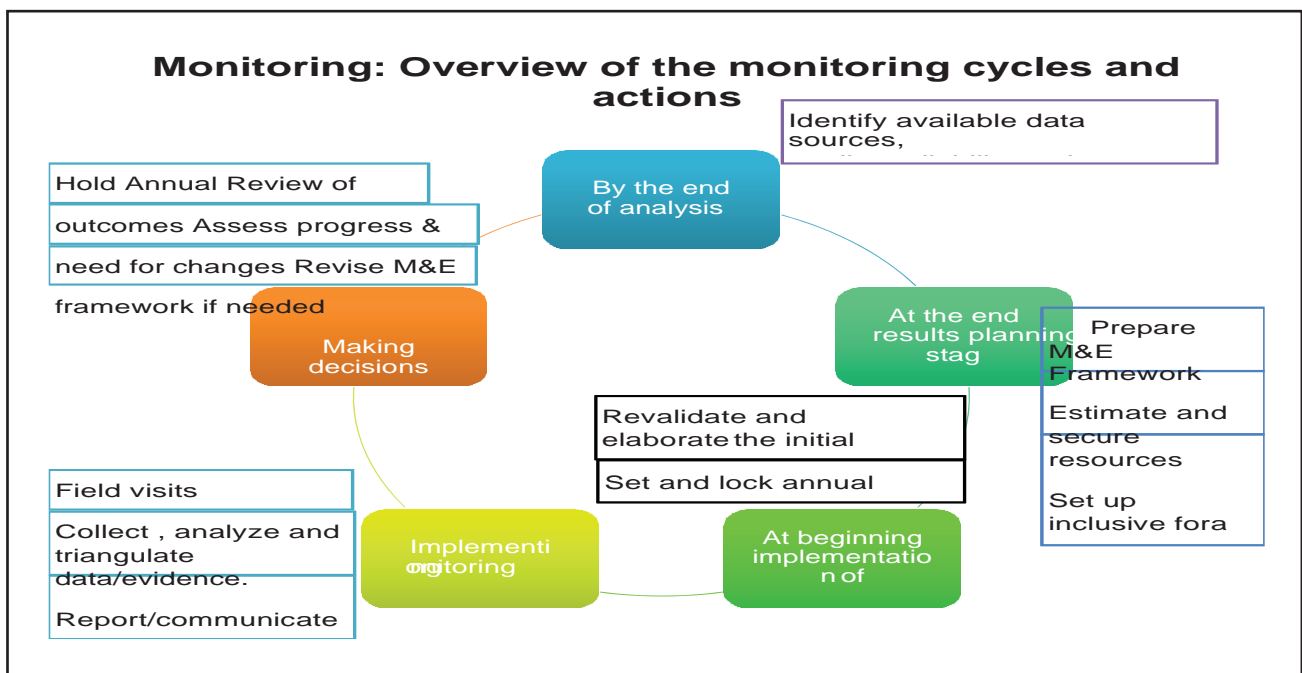 Monitoring: Overview of the monitoring cycles and
actions
Identify available data
sources,
By the end
of analysis
Hold Annual Review of
outcomes Assess progress &
need for changes Revise M&E
framework if needed
Making
decisions
At the end
results planning
stag
Prepare
M&E
Framework
Estimate and
secure
resources
Set up
inclusive fora
Revalidate and
elaborate the initial
Set and lock annual
Field visits
Collect , analyze and
triangulate
data/evidence.
Report/communicate
Implementi
onitoring
At beginning
implementatio
n of